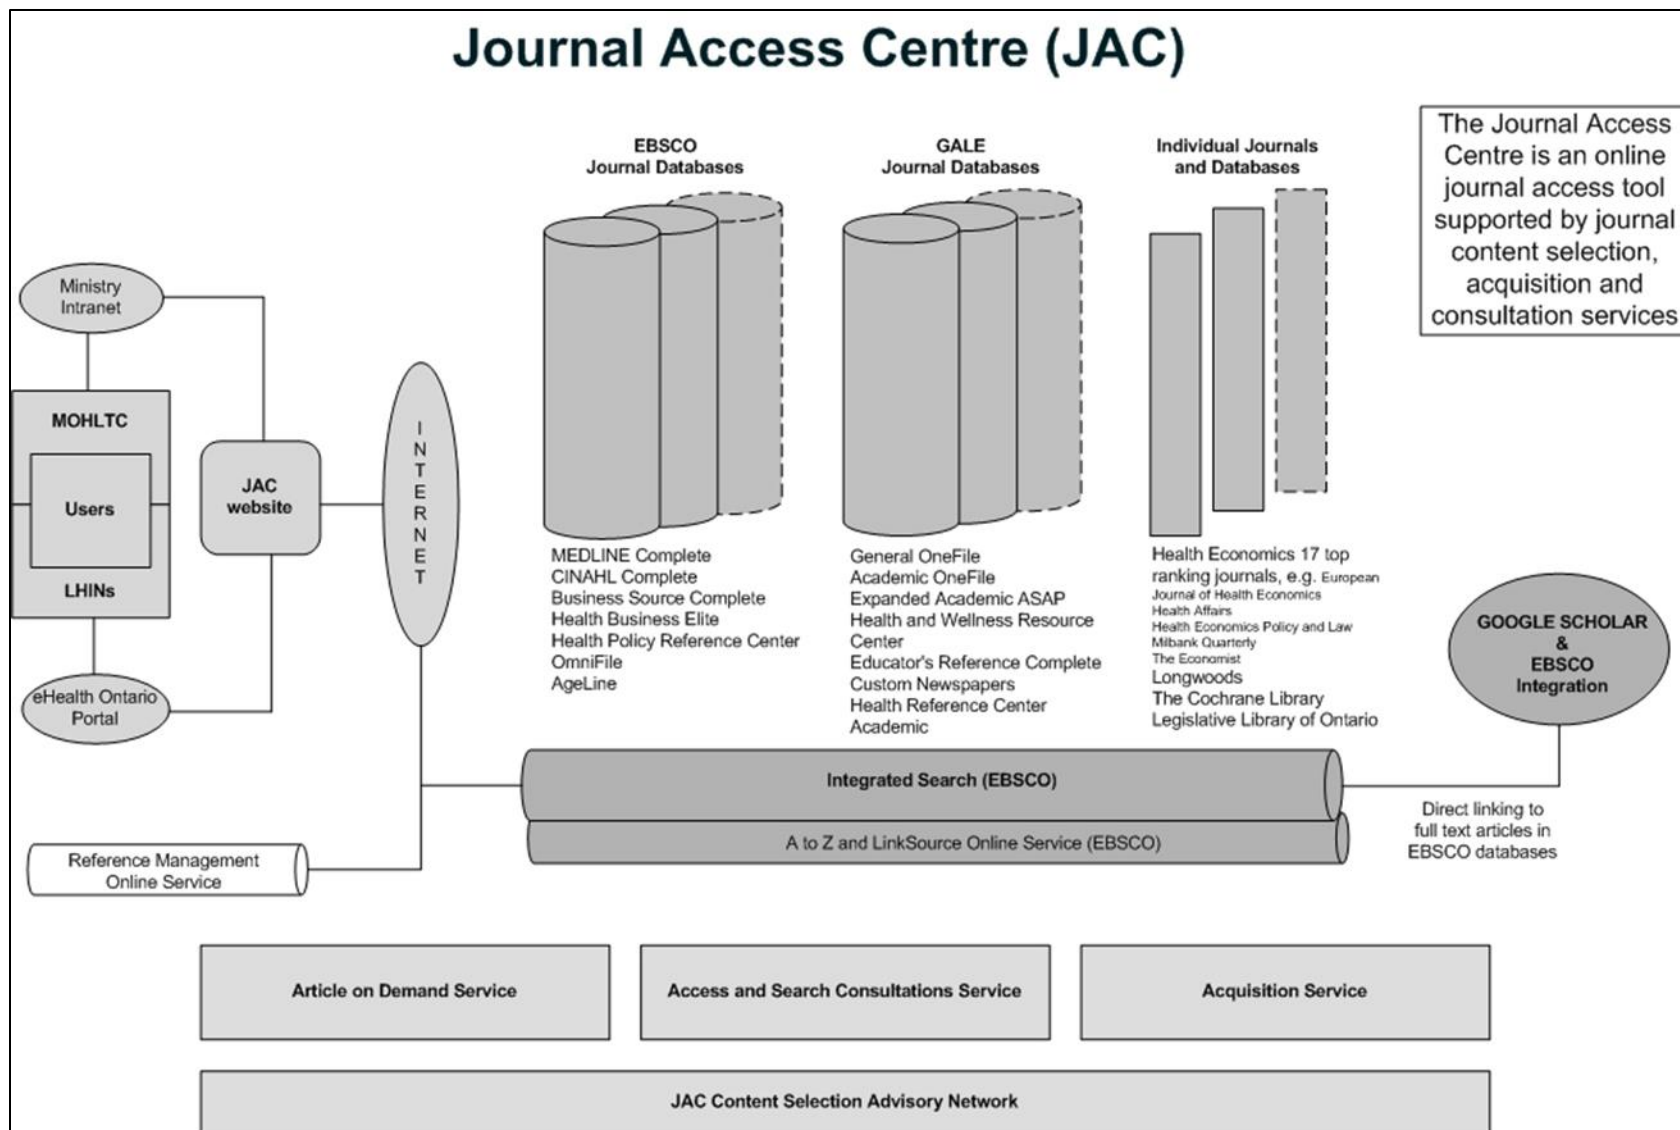 Journal Access Centre (JAC)
The Journal Access
Centre is an online
journal access tool
supported by journal
content selection,
acquisition and
consultation services
EBSCO
Journal Databases
GALE
Journal Databases
Individual Journals
and Databases
Ministry
Intranet
MOHLTC
Users
LHINs
JAC
website
INTERNET
eHealth Ontario
Portal
MEDLINE Complete
CINAHL Complete
Business Source Complete
Health Business Elite
Health Policy Reference Center
OmniFile
AgeLine
General OneFile
Academic OneFile
Expanded Academic ASAP
Health and Wellness Resource
Center
Educator's Reference Complete
Custom Newspapers
Health Reference Center
Academic
Health Economics 17 top
ranking journals, e.g. European
Journal of Health Economics
Health Affairs
Health Economics Policy and Law
Milbank Quarterly
The Economist
Longwoods
The Cochrane Library
Legislative Library of Ontario
GOOGLE SCHOLAR
&
EBSCO
Integration
Integrated Search (EBSCO)
A to Z and LinkSource Online Service (EBSCO)
Direct linking to
full text articles in
EBSCO databases
Reference Management
Online Service
Article on Demand Service
Access and Search Consultations Service
Acquisition Service
JAC Content Selection Advisory Network